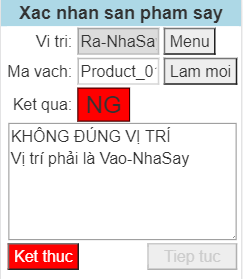 Xac nhan san pham say
Vi tri: Ra-NhaSa Menu
Ma vach: Product_01 Lam moi
Ket qua: NG
KHÔNG ĐÚNG VỊ TRÍ
Vị trí phải là Vao-NhaSay
Ket thuc Tiep tuc